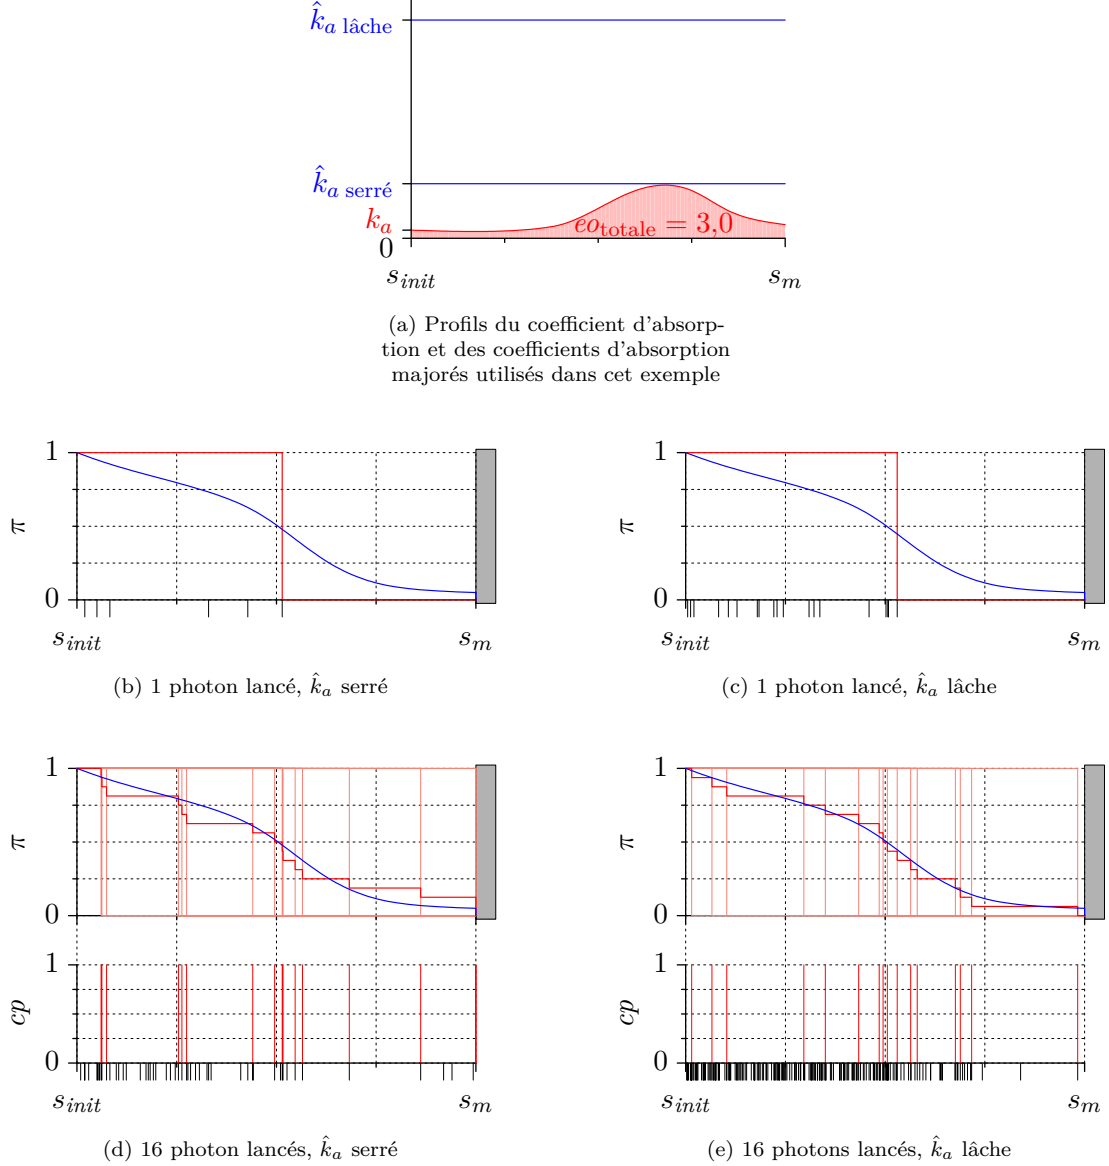 k̂a lâche
k̂a serré
ka
eototale = 3,0
0
sinit
sm
(a) Profils du coefficient d'absorp-
tion et des coefficients d'absorption
majorés utilisés dans cet exemple
1
π
0
sinit
sm
(b) 1 photon lancé, k̂a serré
1
π
0
sinit
sm
(c) 1 photon lancé, k̂a lâche
1
π
0
1
cp
0
sinit
sm
(d) 16 photon lancés, k̂a serré
1
π
0
1
cp
0
sinit
sm
(e) 16 photons lancés, k̂a lâche